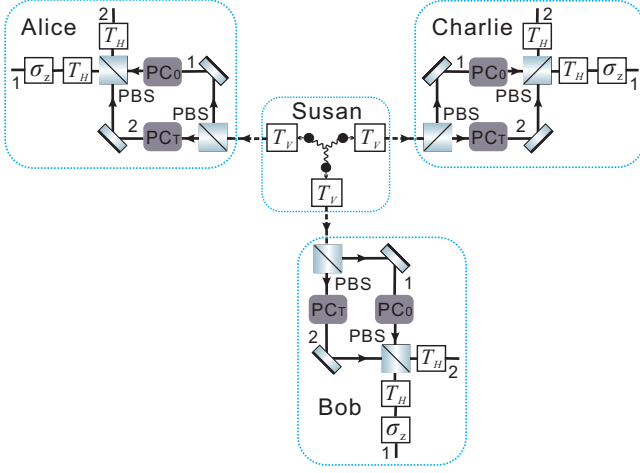 Alice
2
T_H
1 σ_z T_H PC_0 1
PBS
2 PC_T PBS
Susan
T_V T_V
T_V
Charlie
2
T_H
1 PC_0 T_H σ_z 1
PBS
PBS
PC_T 2
PBS
1
PC_T PC_0
2 PBS
T_H 2
T_H
Bob
σ_z
1